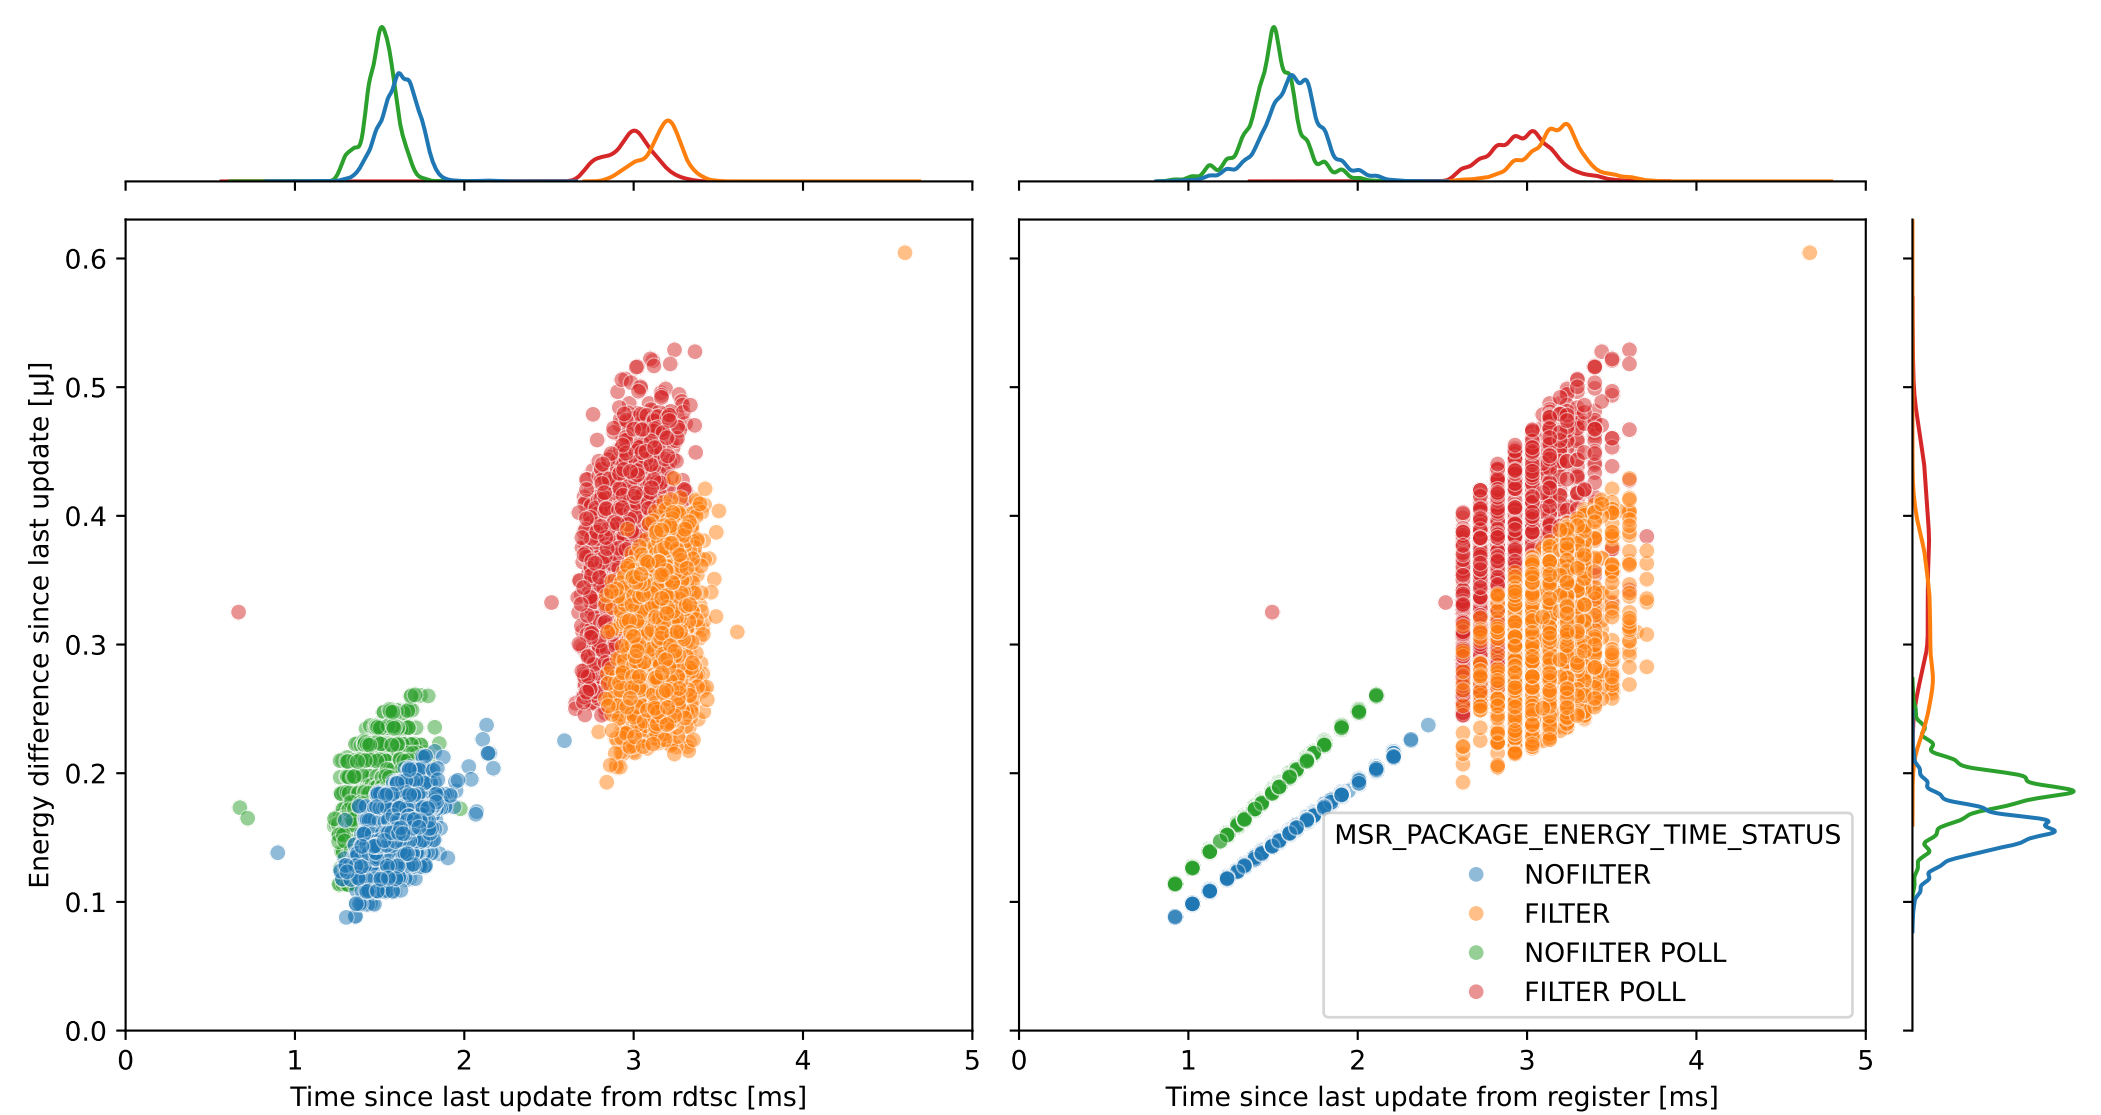 Energy difference since last update [µJ]
0.6
0.5
0.4
0.3
0.2
0.1
0.0
0 1 2 3 4 5
Time since last update from rdtsc [ms]
MSR_PACKAGE_ENERGY_TIME_STATUS
NOFILTER
FILTER
NOFILTER POLL
FILTER POLL
0 1 2 3 4 5
Time since last update from register [ms]